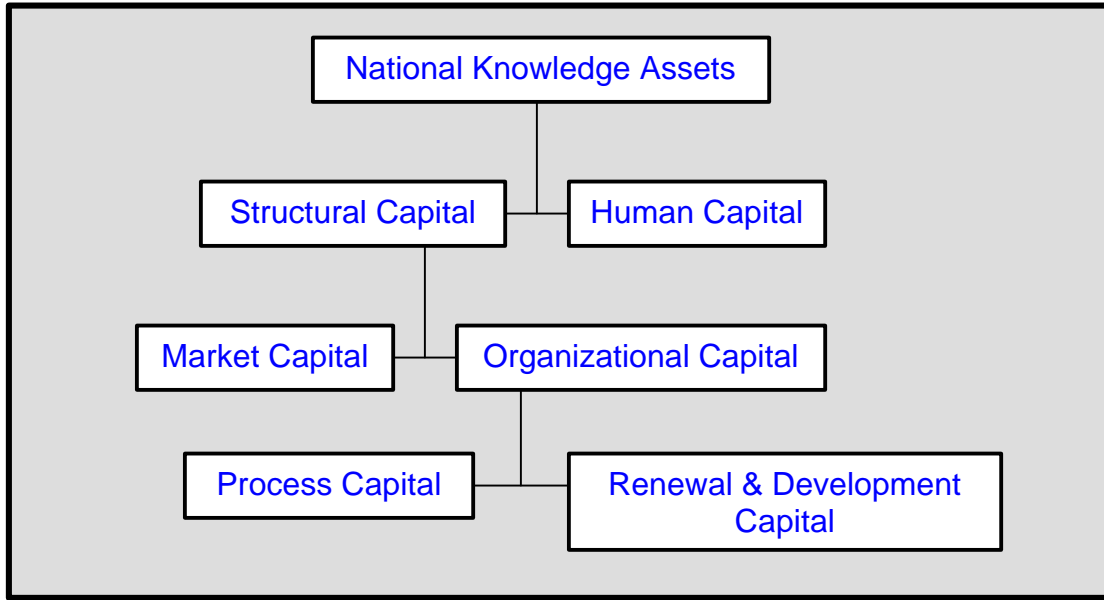 National Knowledge Assets
Structural Capital
Human Capital
Market Capital
Organizational Capital
Process Capital
Renewal & Development
Capital